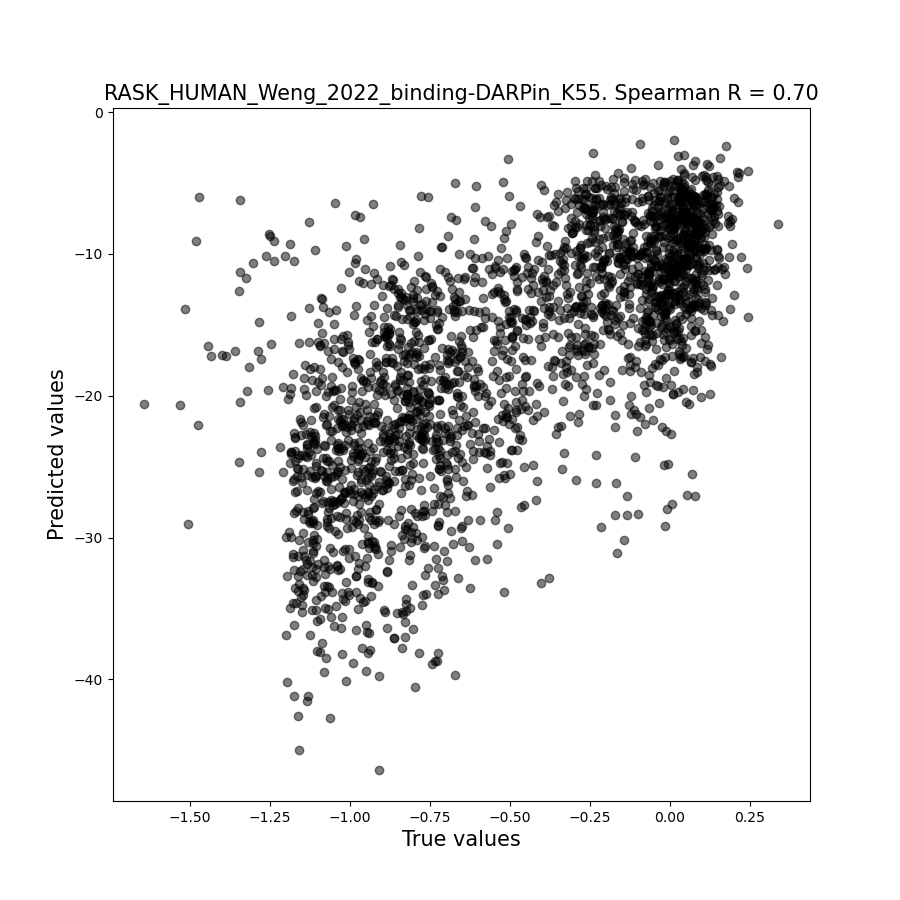 RASK_HUMAN_Weng_2022_binding-DARPin_K55. Spearman R = 0.70
0
−10
−20
−30
−40
Predicted values
−1.50 −1.25 −1.00 −0.75 −0.50 −0.25 0.00 0.25
True values